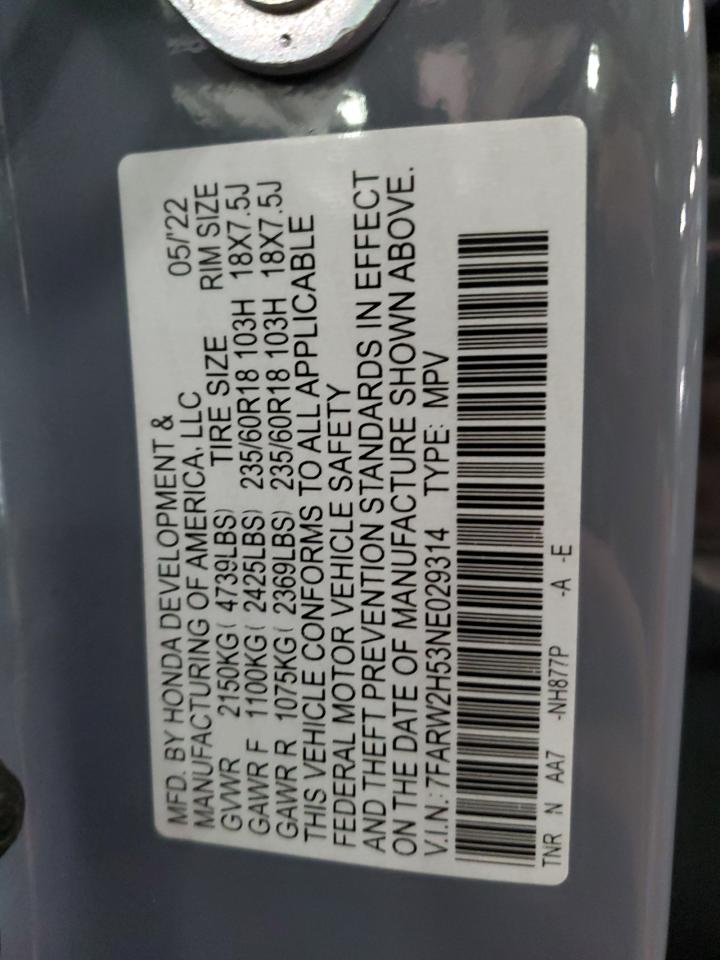 MFD. BY HONDA DEVELOPMENT &
MANUFACTURING OF AMERICA, LLC 05/'22
GVWR 2150KG( 4739LBS) TIRE SIZE RIM SIZE
GAWR F 1100KG( 2425LBS) 235/60R18 103H 18X7.5J
GAWR R 1075KG( 2369LBS) 235/60R18 103H 18X7.5J
THIS VEHICLE CONFORMS TO ALL APPLICABLE
FEDERAL MOTOR VEHICLE SAFETY
AND THEFT PREVENTION STANDARDS IN EFFECT
ON THE DATE OF MANUFACTURE SHOWN ABOVE.
V.I.N.: 7FARW2H53NE029314 TYPE: MPV
TNR N AA7 -NH877P -A -E